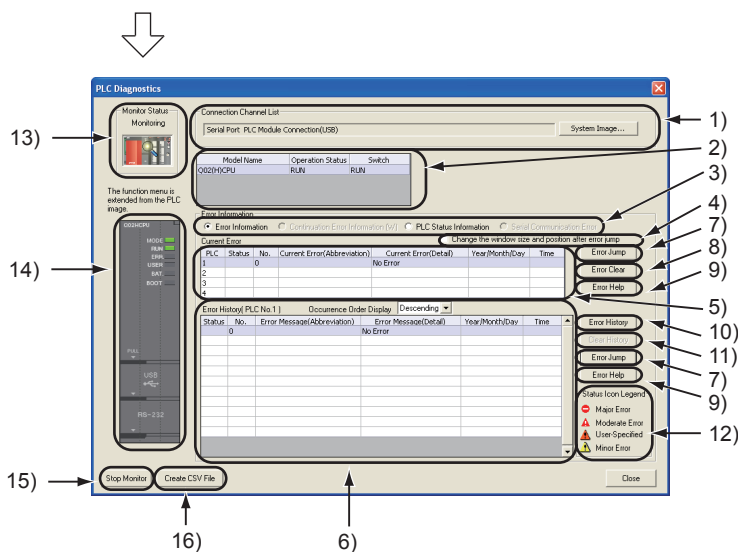 PLC Diagnostics
Monitor Status
Monitoring
Connection Channel List
Serial Port PLC Module Connection(USB)
System Image...
1)
13)
2)
Model Name Operation Status Switch
Q02(H)CPU RUN RUN
3)
The function menu is
extended from the PLC
image.
4)
Error Information
Error Information Continuation Error Information (W) PLC Status Information Serial Communication Error
Change the window size and position after error jump
7)
Current Error
Error Jump
8)
PLC Status No. Current Error(Abbreviation) Current Error(Detail) Year/Month/Day Time
1 0 No Error
2
3
4
Error Clear
9)
Error Help
5)
Q02HCPU
MODE
RUN
ERR.
USER
BAT.
BOOT
14)
Error History( PLC No.1 ) Occurrence Order Display Descending
Status No. Error Message(Abbreviation) Error Message(Detail) Year/Month/Day Time
0 No Error
Error History
10)
Clear History
11)
Error Jump
7)
Error Help
9)
PULL
USB
RS-232
Status Icon Legend
Major Error
Moderate Error
User-Specified
Minor Error
12)
15)
Stop Monitor
Create CSV File
Close
16)
6)